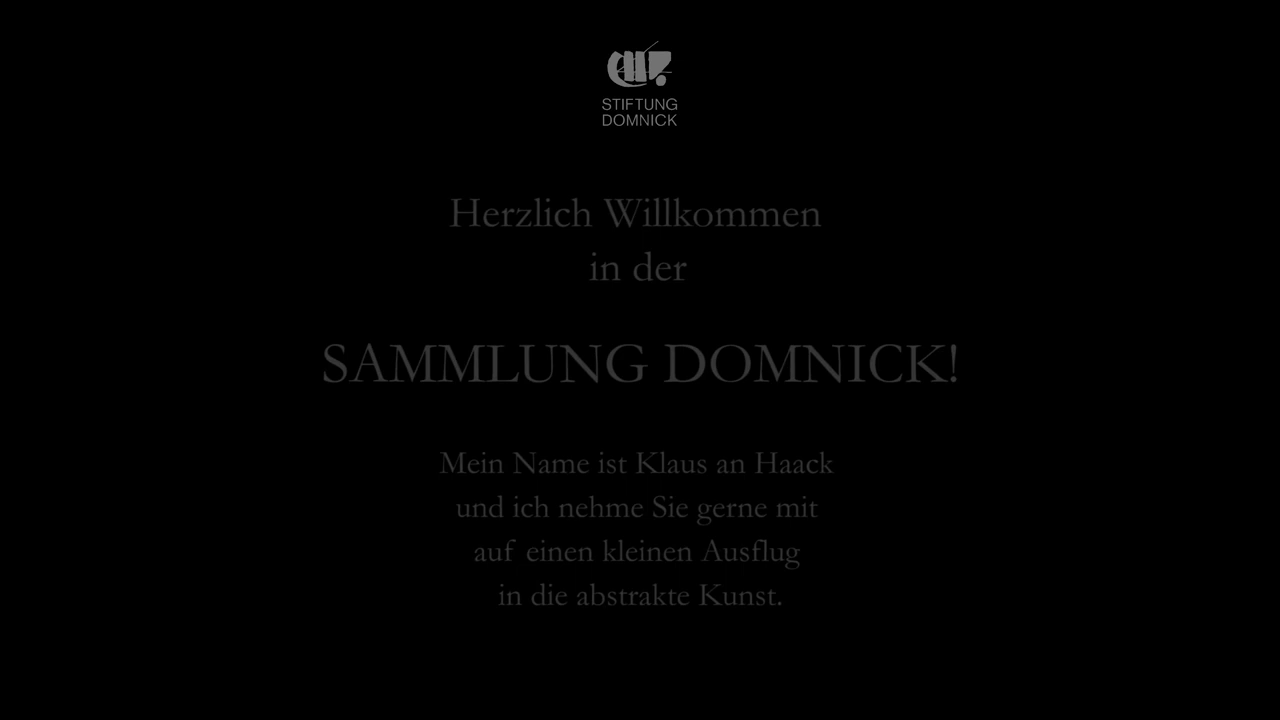 STIFTUNG
DOMNICK
Herzlich Willkommen
in der
SAMMLUNG DOMNICK!
Mein Name ist Klaus an Haack
und ich nehme Sie gerne mit
auf einen kleinen Ausflug
in die abstrakte Kunst.